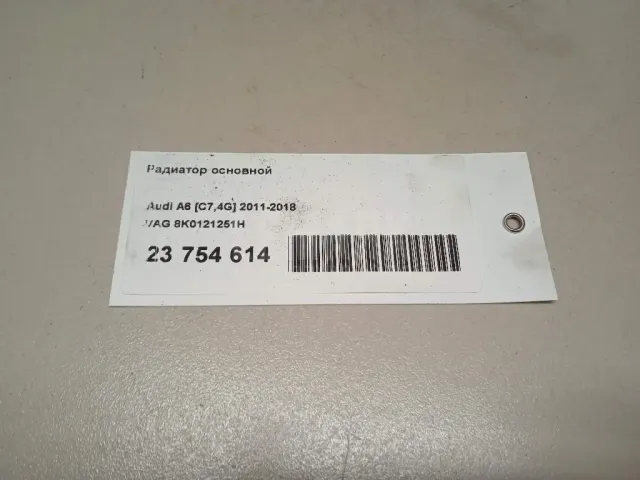 Радиатор основной
Audi A6 [C7,4G] 2011-2018
VAG 8K0121251H
23 754 614